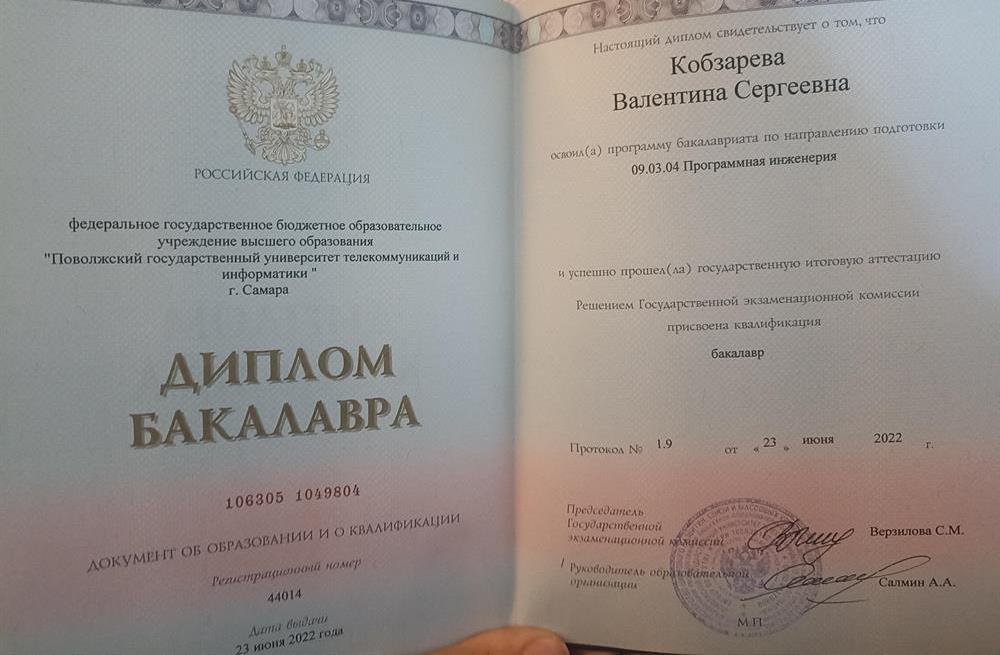 РОССИЙСКАЯ ФЕДЕРАЦИЯ
федеральное государственное бюджетное образовательное
учреждение высшего образования
"Поволжский государственный университет телекоммуникаций и
информатики "
г. Самара
ДИПЛОМ
БАКАЛАВРА
106305 1049804
ДОКУМЕНТ ОБ ОБРАЗОВАНИИ И О КВАЛИФИКАЦИИ
Регистрационный номер
44014
Дата выдачи
23 июня 2022 года
Настоящий диплом свидетельствует о том, что
Кобзарева
Валентина Сергеевна
освоил(а) программу бакалавриата по направлению подготовки
09.03.04 Программная инженерия
и успешно прошел(ла) государственную итоговую аттестацию
Решением Государственной экзаменационной комиссии
присвоена квалификация
бакалавр
Протокол № 1.9 от « 23 » июня 2022 г.
Председатель
Государственной
экзаменационной комиссии Верзилова С.М.
/ Руководитель образовательной
организации Салмин А.А.
М.П.